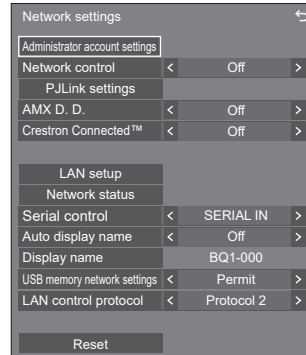 Network settings
Administrator account settings
Network control < Off >
PJLink settings
AMX D. D. < Off >
Crestron Connected™ < Off >
LAN setup
Network status
Serial control < SERIAL IN >
Auto display name < Off >
Display name BQ1-000
USB memory network settings < Permit >
LAN control protocol < Protocol 2 >
Reset